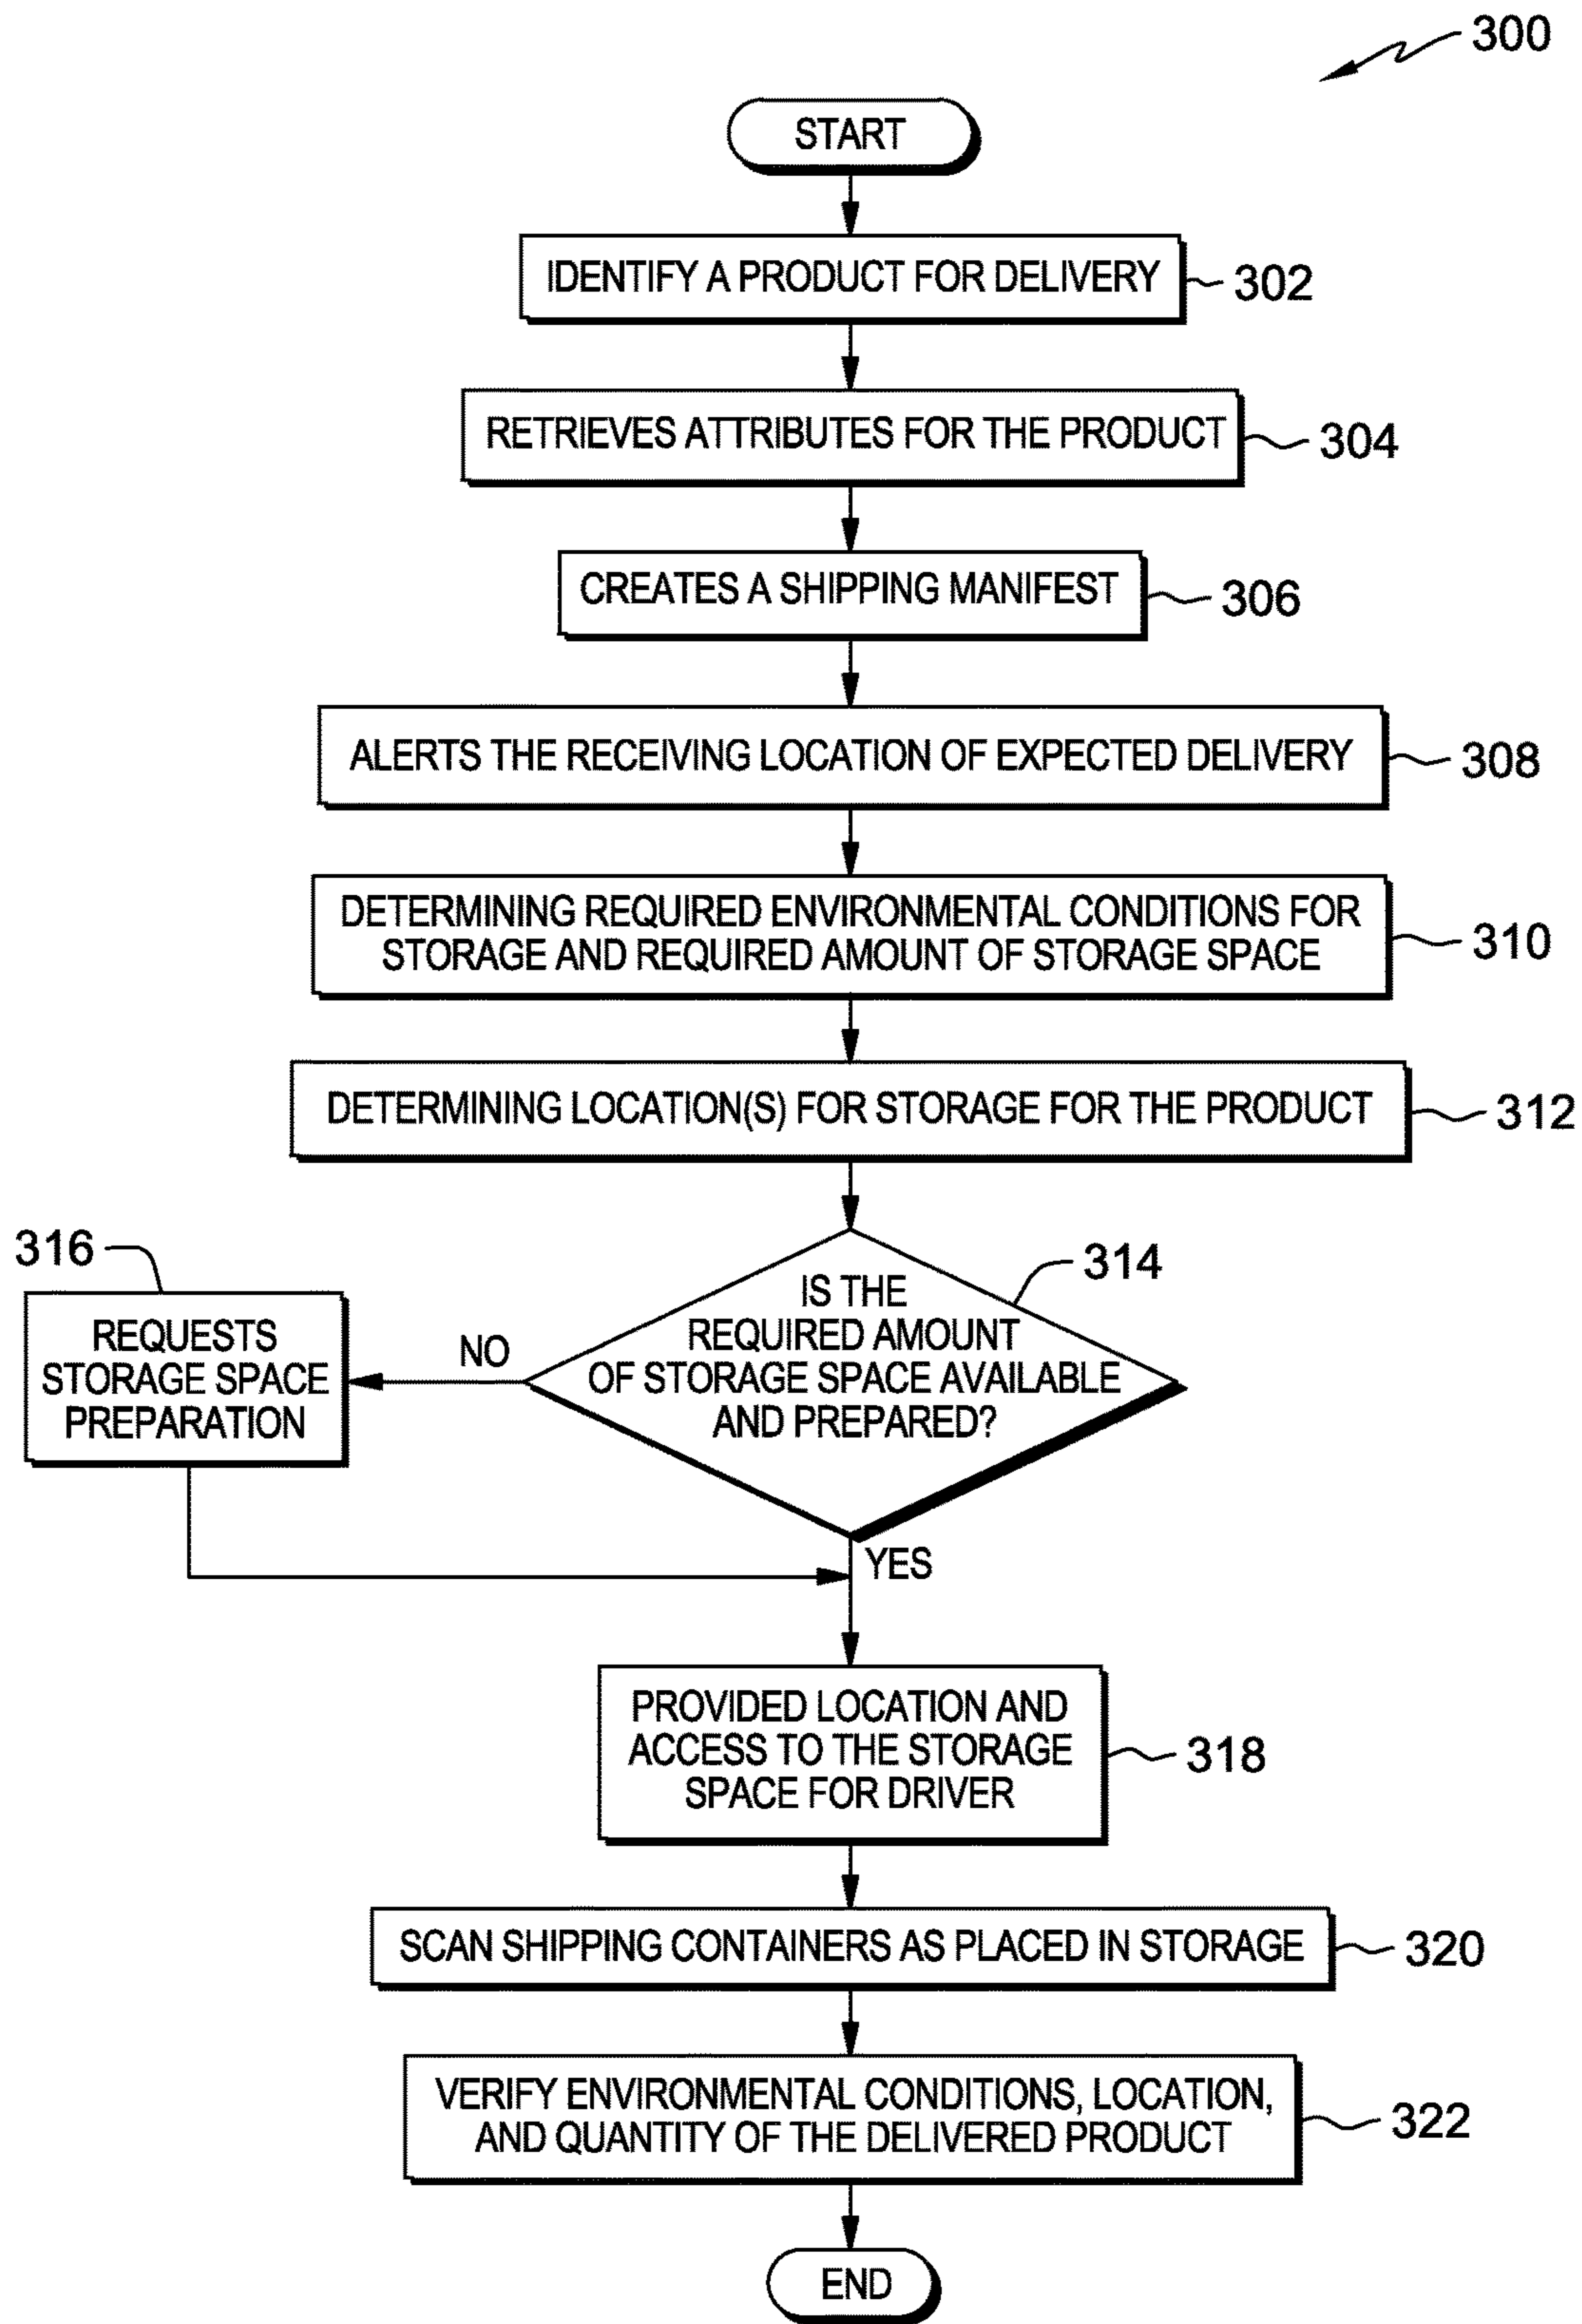 300
START
IDENTIFY A PRODUCT FOR DELIVERY
302
RETRIEVES ATTRIBUTES FOR THE PRODUCT
304
CREATES A SHIPPING MANIFEST
306
ALERTS THE RECEIVING LOCATION OF EXPECTED DELIVERY
308
DETERMINING REQUIRED ENVIRONMENTAL CONDITIONS FOR
STORAGE AND REQUIRED AMOUNT OF STORAGE SPACE
310
DETERMINING LOCATION(S) FOR STORAGE FOR THE PRODUCT
312
314
IS THE
REQUIRED AMOUNT
OF STORAGE SPACE AVAILABLE
AND PREPARED?
NO
316
REQUESTS
STORAGE SPACE
PREPARATION
YES
PROVIDED LOCATION AND
ACCESS TO THE STORAGE
SPACE FOR DRIVER
318
SCAN SHIPPING CONTAINERS AS PLACED IN STORAGE
320
VERIFY ENVIRONMENTAL CONDITIONS, LOCATION,
AND QUANTITY OF THE DELIVERED PRODUCT
322
END